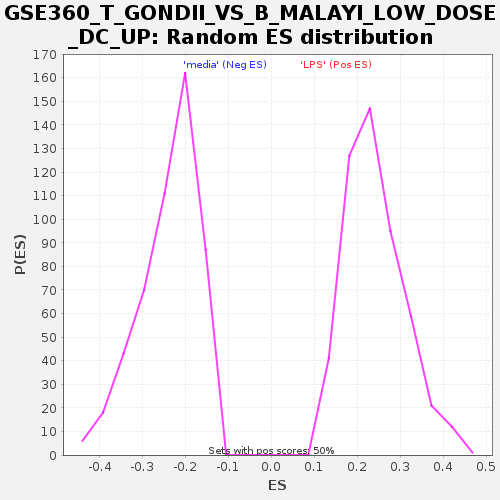 GSE360_T_GONDII_VS_B_MALAYI_LOW_DOSE
_DC_UP: Random ES distribution
'media' (Neg ES) 'LPS' (Pos ES)
170
160
150
140
130
120
110
100
90
80
70
60
50
40
30
20
10
0
P(ES)
Sets with pos scores: 50%
-0.4 -0.3 -0.2 -0.1 0.0 0.1 0.2 0.3 0.4 0.5
ES